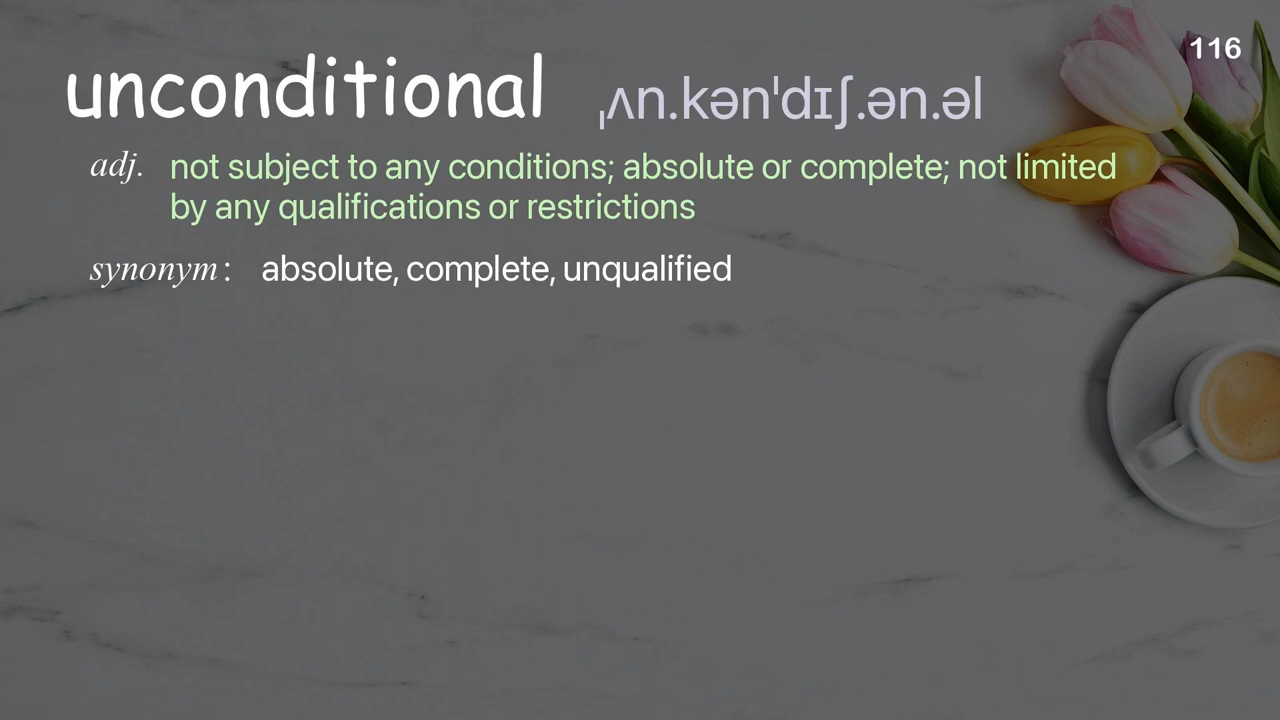 116
unconditional ˌʌn.kənˈdɪʃ.ən.əl
adj. not subject to any conditions; absolute or complete; not limited
by any qualifications or restrictions
synonym: absolute, complete, unqualified